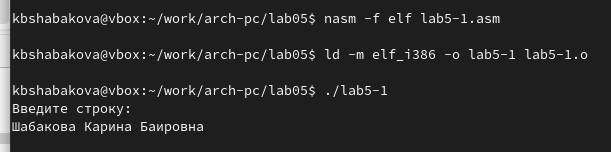 kbshabakova@vbox:~/work/arch-pc/lab05$ nasm -f elf lab5-1.asm
kbshabakova@vbox:~/work/arch-pc/lab05$ ld -m elf_i386 -o lab5-1 lab5-1.o
kbshabakova@vbox:~/work/arch-pc/lab05$ ./lab5-1
Введите строку:
Шабакова Карина Баировна